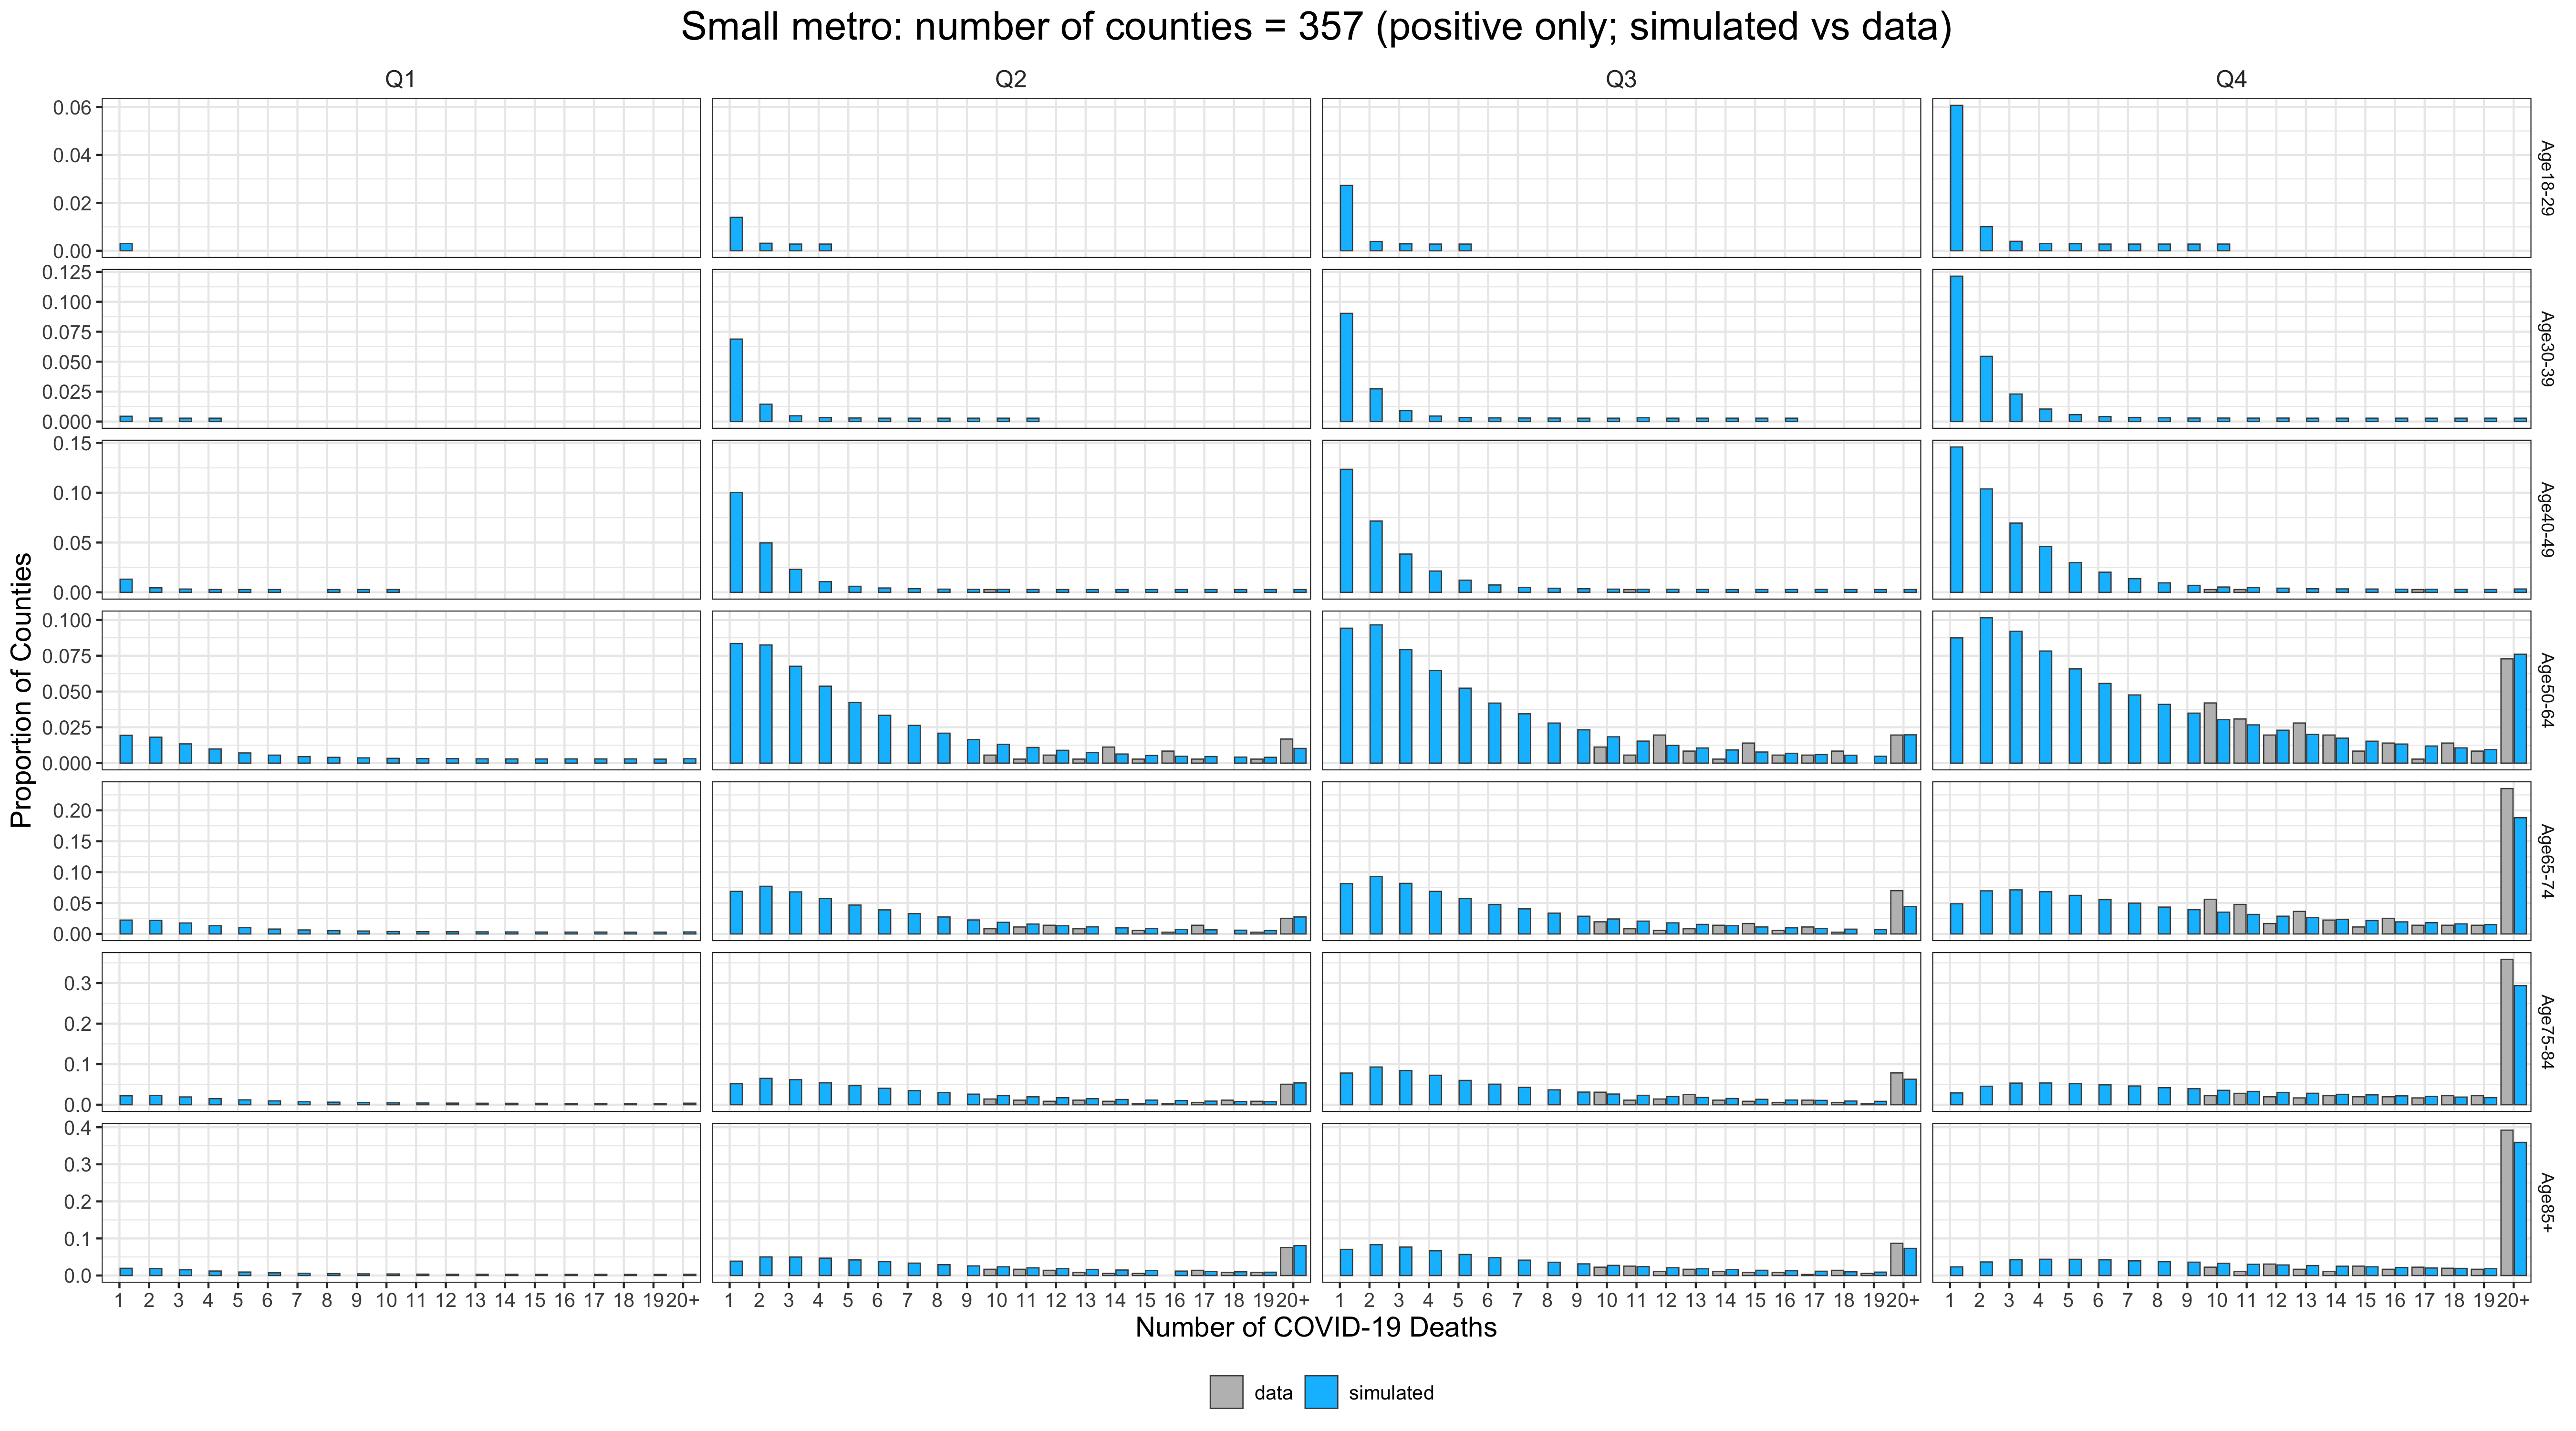 Small metro: number of counties = 357 (positive only; simulated vs data)
Q1 Q2 Q3 Q4
0.06
0.04
0.02
0.00
Age18-29
0.125
0.100
0.075
0.050
0.025
0.000
Age30-39
0.15
0.10
0.05
0.00
Age40-49
0.100
0.075
0.050
0.025
0.000
Age50-64
0.20
0.15
0.10
0.05
0.00
Age65-74
0.3
0.2
0.1
0.0
Age75-84
0.4
0.3
0.2
0.1
0.0
Age85+
Proportion of Counties
1 2 3 4 5 6 7 8 9 10 11 12 13 14 15 16 17 18 19 20+ 1 2 3 4 5 6 7 8 9 10 11 12 13 14 15 16 17 18 19 20+ 1 2 3 4 5 6 7 8 9 10 11 12 13 14 15 16 17 18 19 20+ 1 2 3 4 5 6 7 8 9 10 11 12 13 14 15 16 17 18 19 20+
Number of COVID-19 Deaths
data simulated